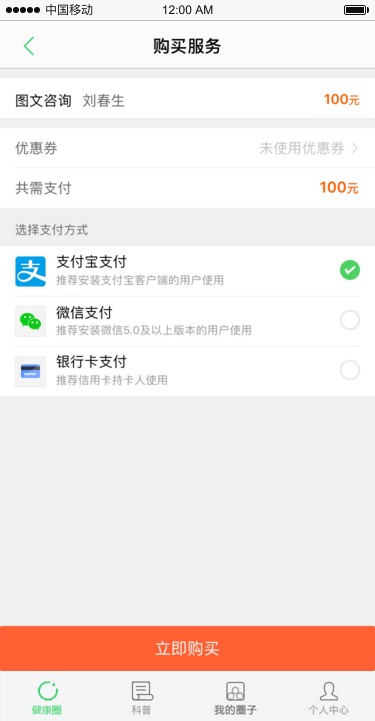 中国移动 12:00 AM
购买服务
图文咨询 刘春生 100元
优惠券 未使用优惠券
共需支付 100元
选择支付方式
支 支付宝支付
推荐安装支付宝客户端的用户使用
微信支付
推荐安装微信5.0及以上版本的用户使用
银行卡支付
推荐信用卡持卡人使用
立即购买
健康圈 科普 我的圈子 个人中心